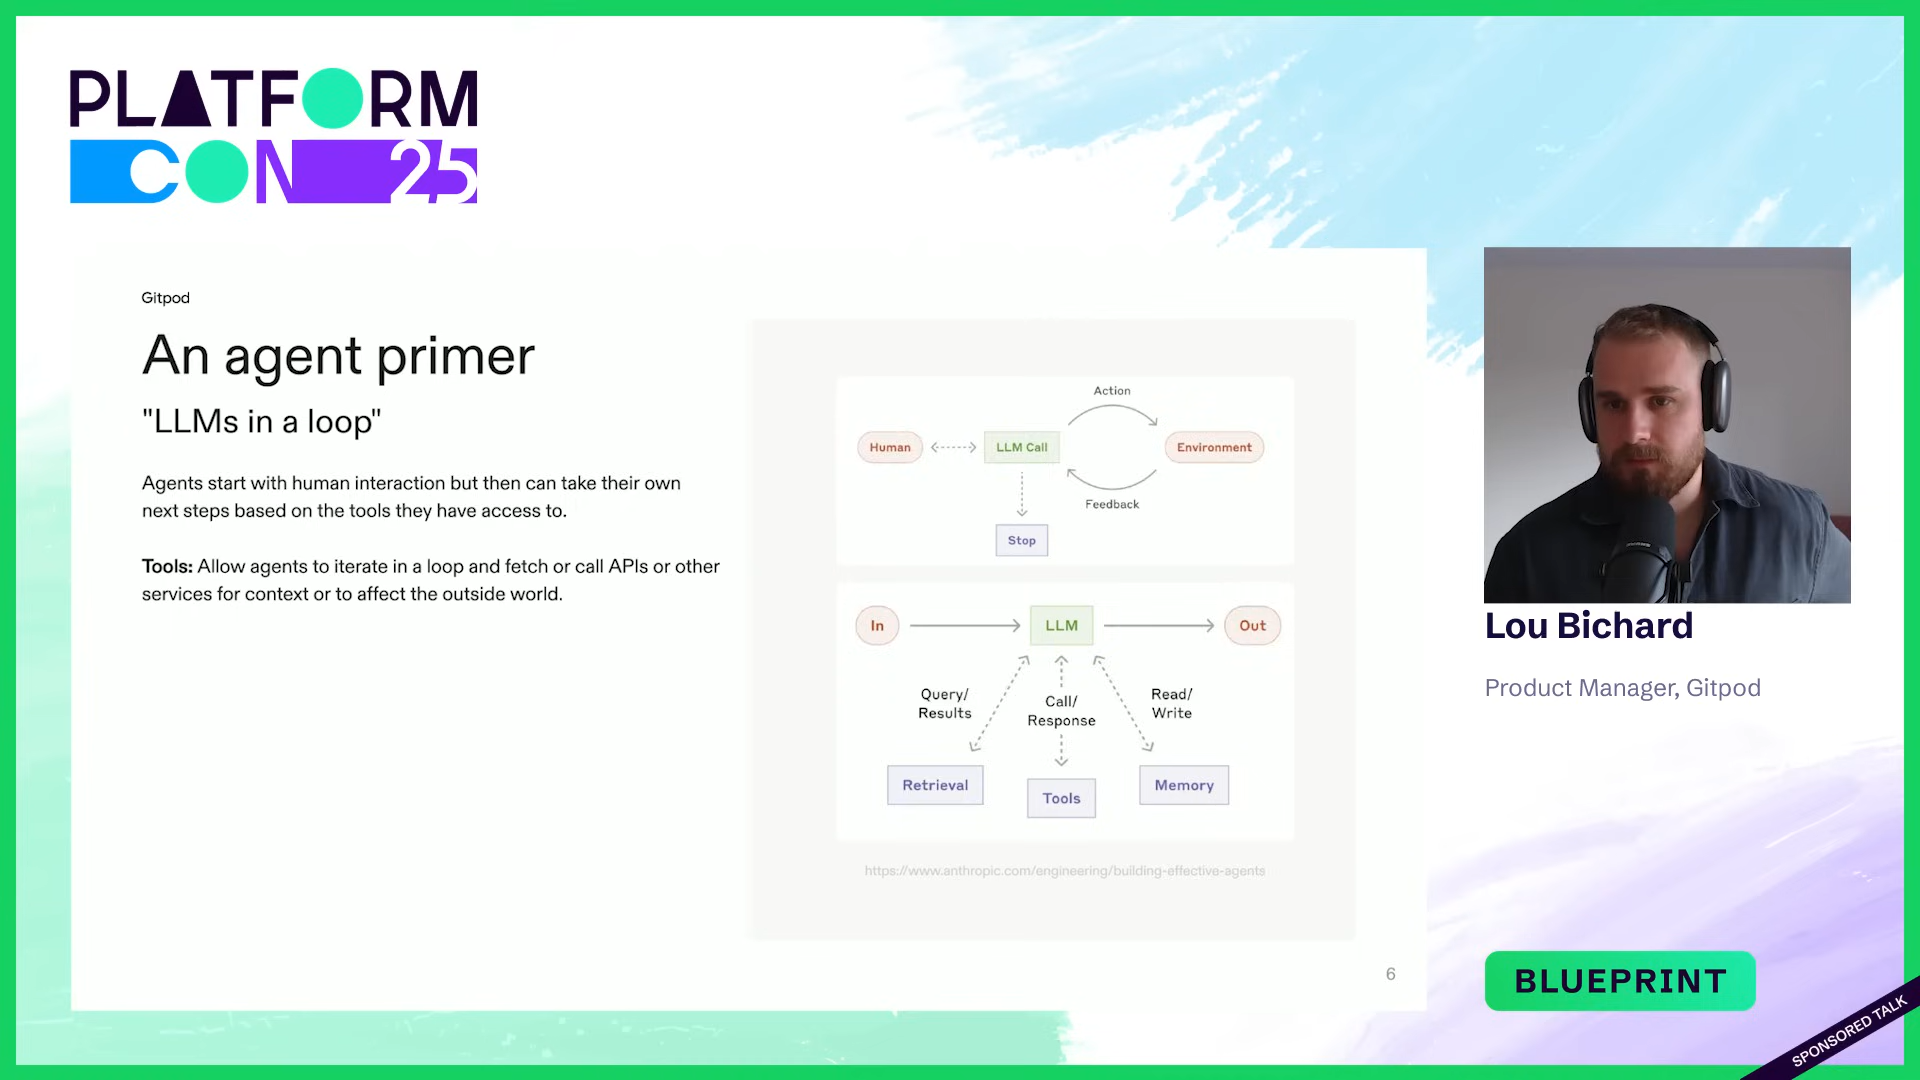 PLATFORM
CON 25
Gitpod
An agent primer
"LLMs in a loop"
Agents start with human interaction but then can take their own
next steps based on the tools they have access to.
Tools: Allow agents to iterate in a loop and fetch or call APIs or other
services for context or to affect the outside world.
Action
Human
LLM Call
Environment
Feedback
Stop
In
LLM
Out
Query/
Results
Call/
Response
Read/
Write
Retrieval
Tools
Memory
https://www.anthropic.com/engineering/building-effective-agents
6
Lou Bichard
Product Manager, Gitpod
BLUEPRINT
SPONSORED TALK